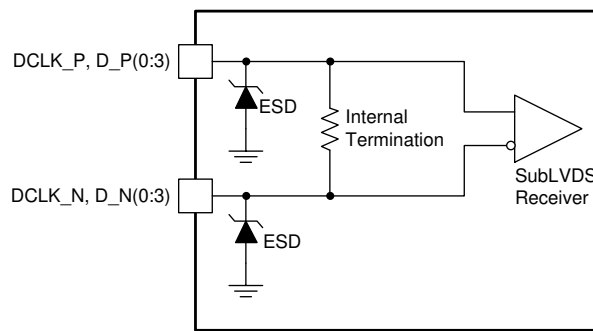 DCLK_P, D_P(0:3)
ESD
Internal
Termination
SubLVDS
Receiver
DCLK_N, D_N(0:3)
ESD